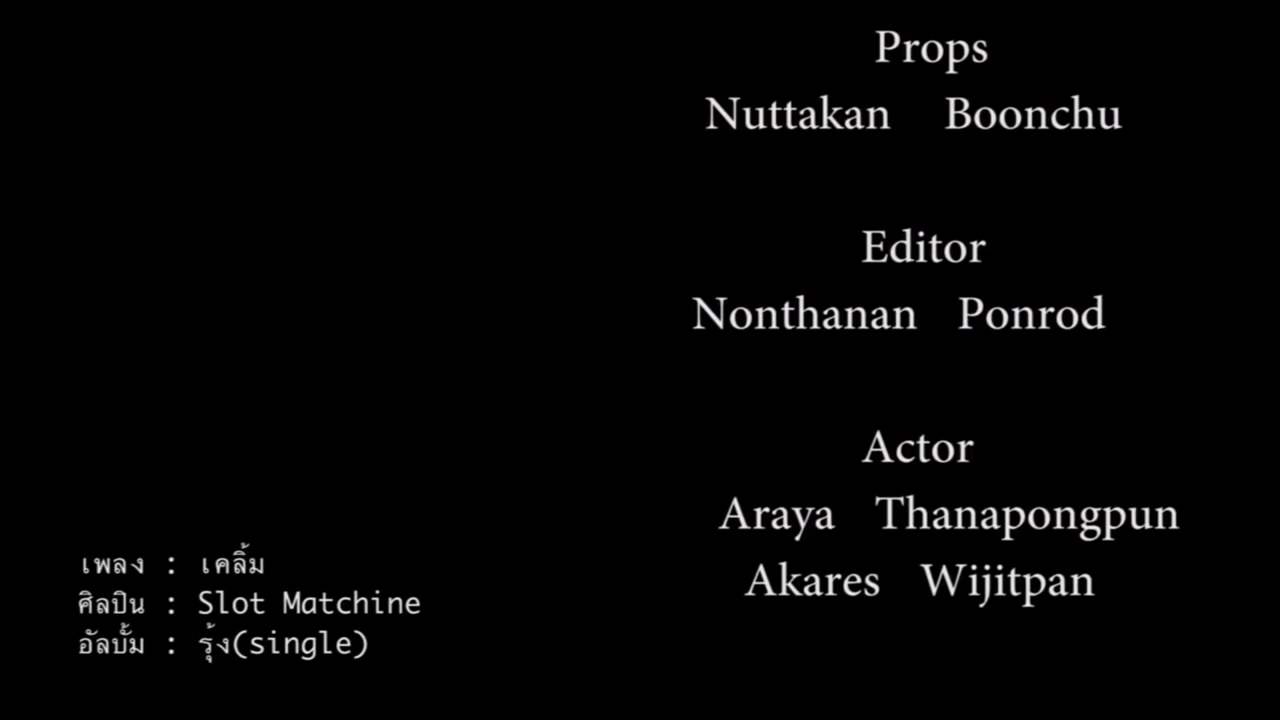 Props
Nuttakan Boonchu
Editor
Nonthanan Ponrod
Actor
Araya Thanapongpun
Akares Wijitpan
เพลง : เคลิ้ม
ศิลปิน : Slot Matchine
อัลบั้ม : รุ้ง(single)